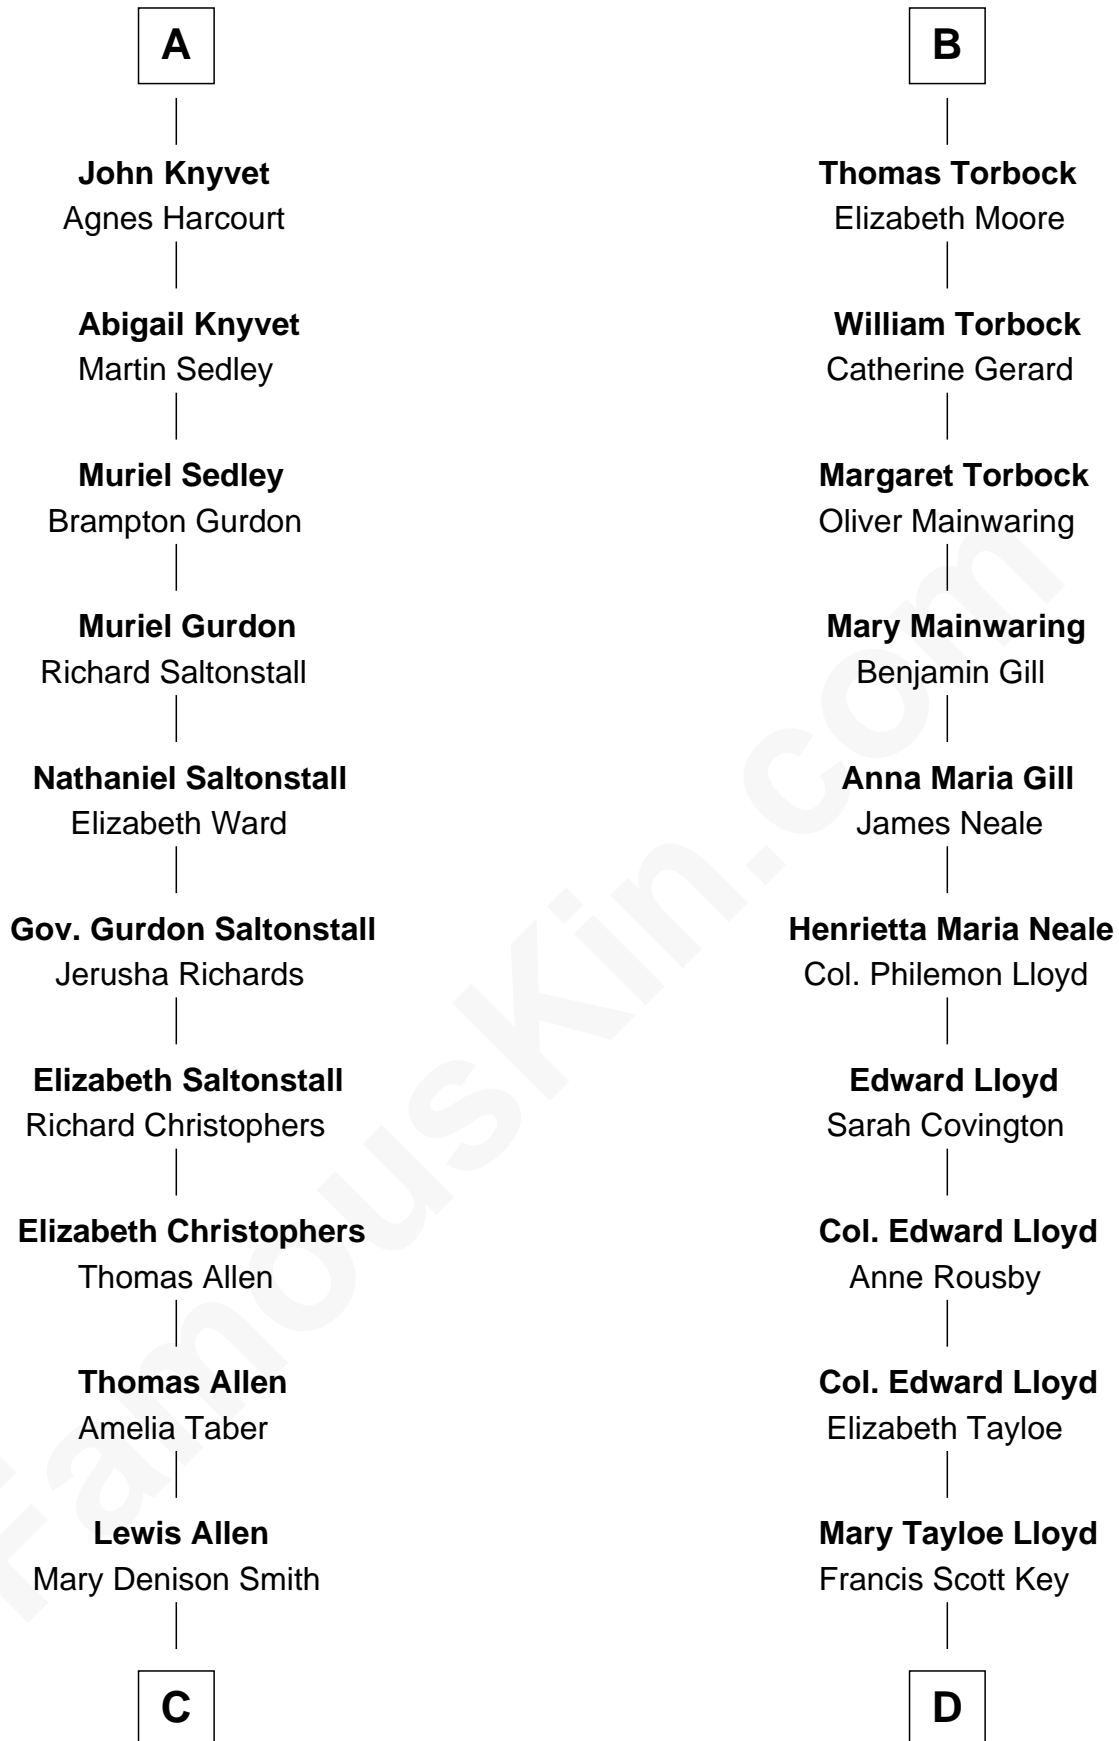 A
John Knyvet
Agnes Harcourt
Abigail Knyvet
Martin Sedley
Muriel Sedley
Brampton Gurdon
Muriel Gurdon
Richard Saltonstall
Nathaniel Saltonstall
Elizabeth Ward
Gov. Gurdon Saltonstall
Jerusha Richards
Elizabeth Saltonstall
Richard Christophers
Elizabeth Christophers
Thomas Allen
Thomas Allen
Amelia Taber
Lewis Allen
Mary Denison Smith
C
B
Thomas Torbock
Elizabeth Moore
William Torbock
Catherine Gerard
Margaret Torbock
Oliver Mainwaring
Mary Mainwaring
Benjamin Gill
Anna Maria Gill
James Neale
Henrietta Maria Neale
Col. Philemon Lloyd
Edward Lloyd
Sarah Covington
Col. Edward Lloyd
Anne Rousby
Col. Edward Lloyd
Elizabeth Tayloe
Mary Tayloe Lloyd
Francis Scott Key
D
FamousKin.com